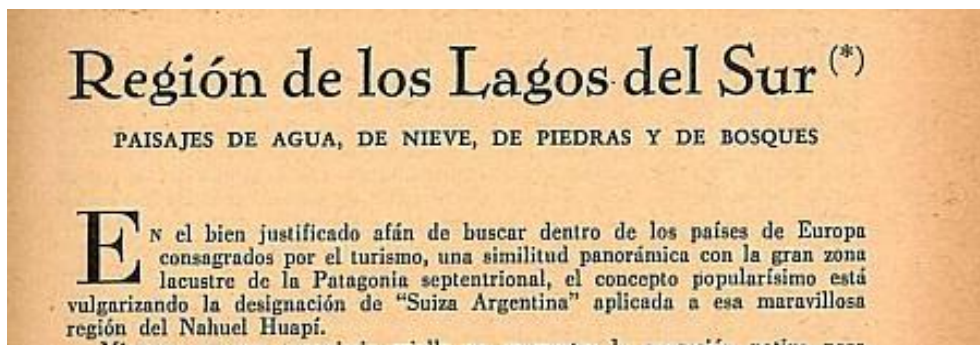 Región de los Lagos del Sur (*)
PAISAJES DE AGUA, DE NIEVE, DE PIEDRAS Y DE BOSQUES
EN el bien justificado afán de buscar dentro de los países de Europa
consagrados por el turismo, una similitud panorámica con la gran zona
lacustre de la Patagonia septentrional, el concepto popularísimo está
vulgarizando la designación de "Suiza Argentina" aplicada a esa maravillosa
región del Nahuel Huapí.